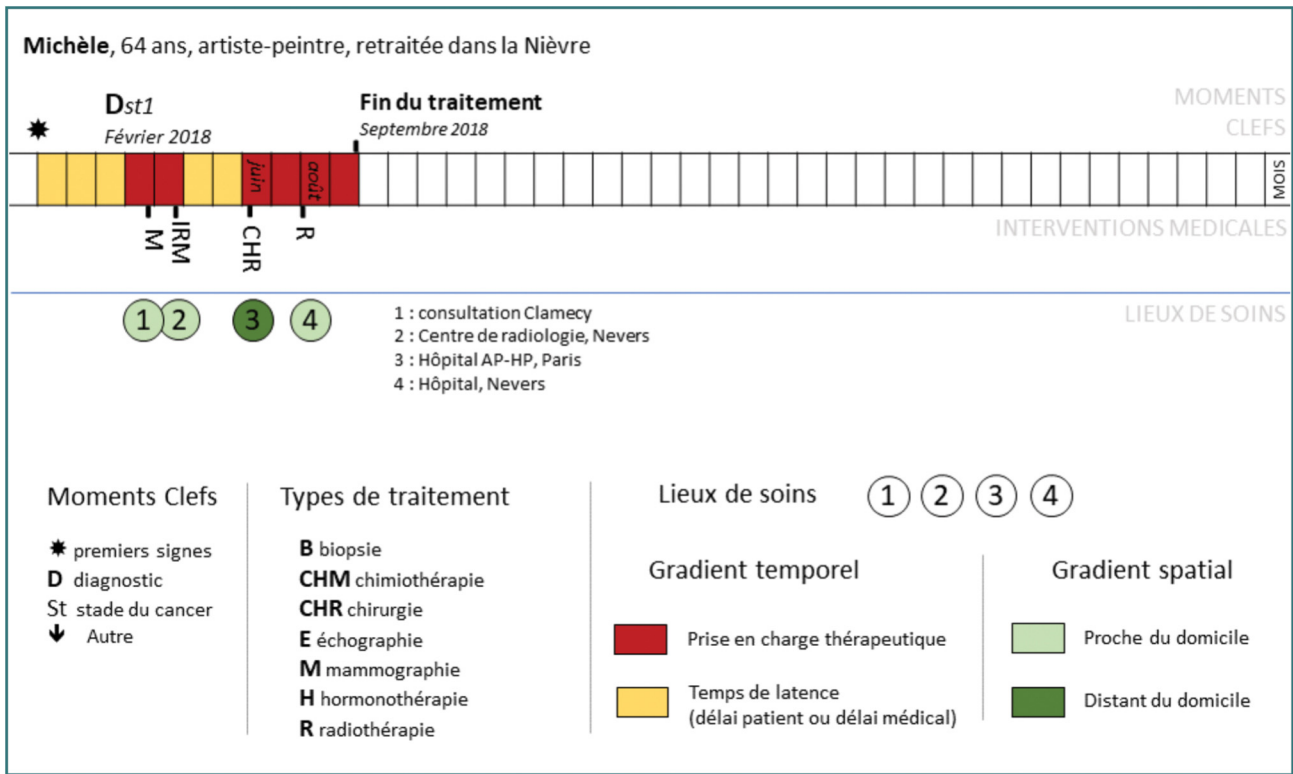 Michèle, 64 ans, artiste-peintre, retraitée dans la Nièvre
MOMENTS
CLEFS
Dst1
Février 2018
Fin du traitement
Septembre 2018
juin
août
MOIS
M
IRM
CHR
R
INTERVENTIONS MEDICALES
LIEUX DE SOINS
1
2
3
4
1 : consultation Clamecy
2 : Centre de radiologie, Nevers
3 : Hôpital AP-HP, Paris
4 : Hôpital, Nevers
Moments Clefs
premiers signes
D diagnostic
St stade du cancer
Autre
Types de traitement
B biopsie
CHM chimiothérapie
CHR chirurgie
E échographie
M mammographie
H hormonothérapie
R radiothérapie
Lieux de soins 1 2 3 4
Gradient temporel
Prise en charge thérapeutique
Temps de latence
(délai patient ou délai médical)
Gradient spatial
Proche du domicile
Distant du domicile